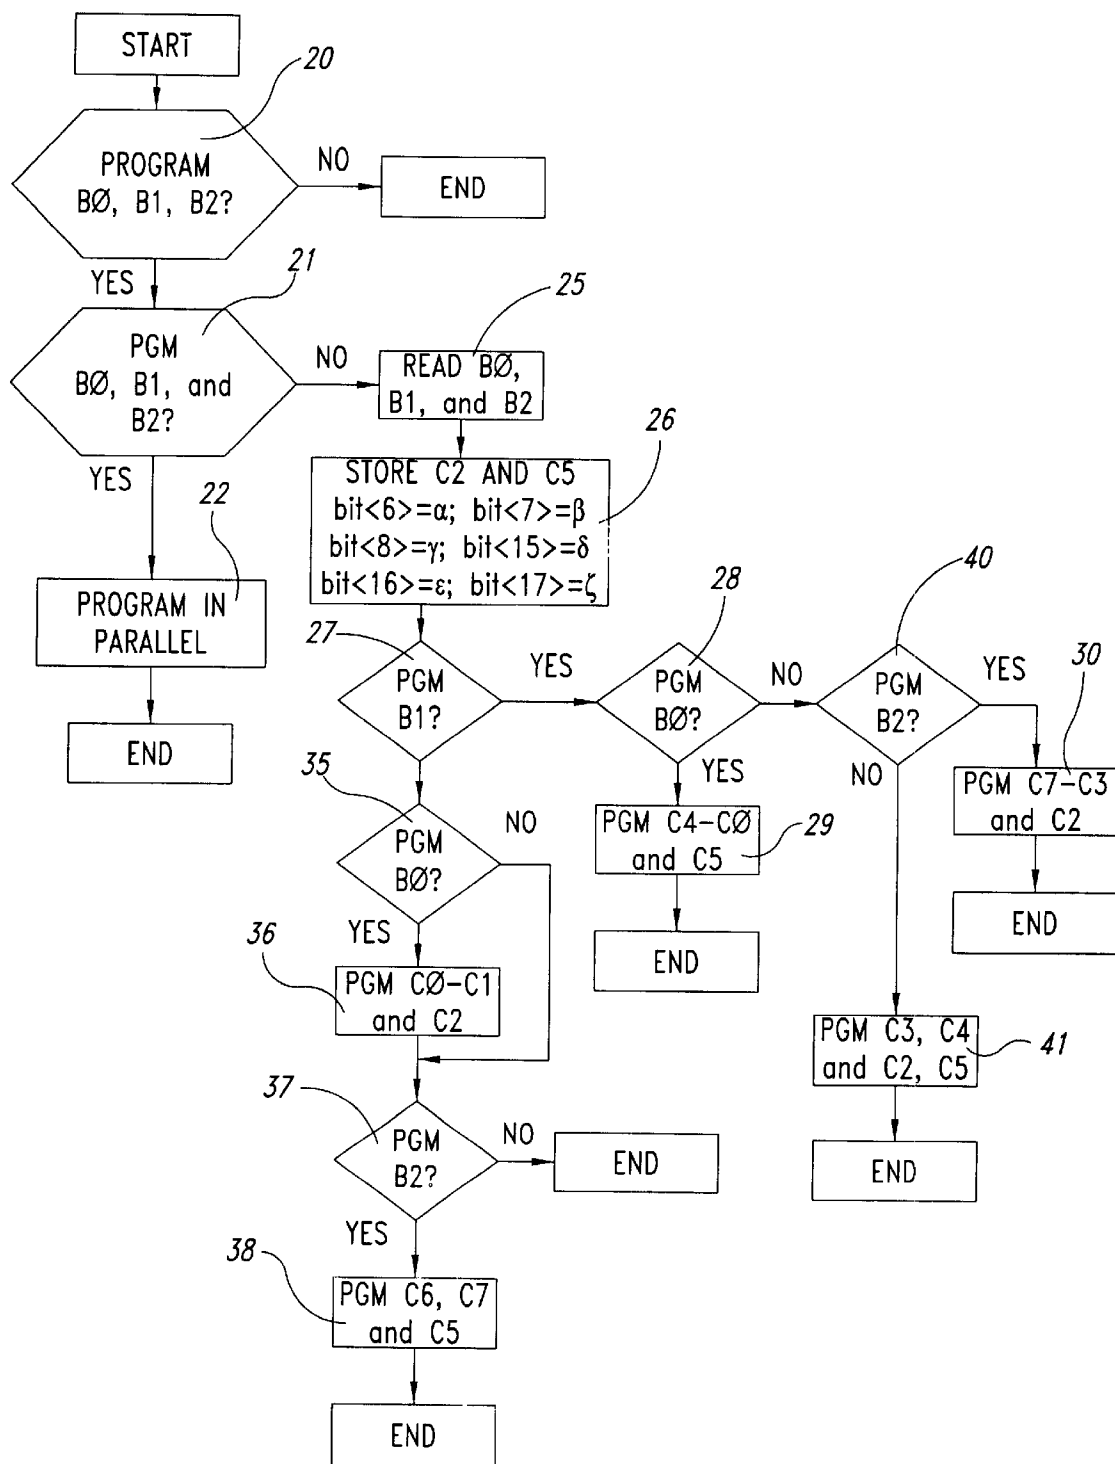 START
20
PROGRAM
BØ, B1, B2?
NO
END
YES
21
PGM
BØ, B1, and
B2?
NO
25
READ BØ,
B1, and B2
YES
22
PROGRAM IN
PARALLEL
END
26
STORE C2 AND C5
bit<6>=α; bit<7>=β
bit<8>=γ; bit<15>=δ
bit<16>=ε; bit<17>=ζ
27
PGM
B1?
YES
28
PGM
BØ?
NO
40
PGM
B2?
YES
30
PGM C7-C3
and C2
END
YES
PGM C4-CØ
and C5
29
END
NO
PGM C3, C4
and C2, C5
41
END
35
PGM
BØ?
NO
YES
36
PGM CØ-C1
and C2
37
PGM
B2?
NO
END
YES
38
PGM C6, C7
and C5
END